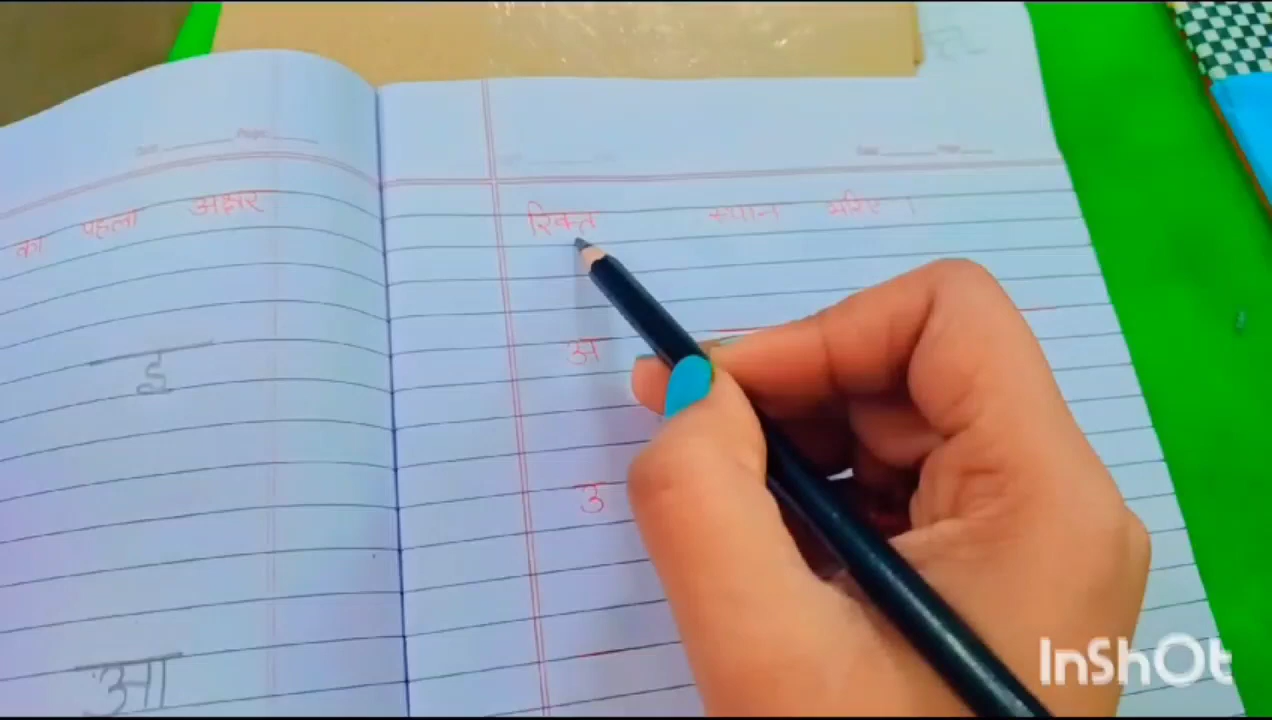 का पहला अक्षर
इ
आ
रिक्त स्थान भरिए ।
अ
उ
InShOt